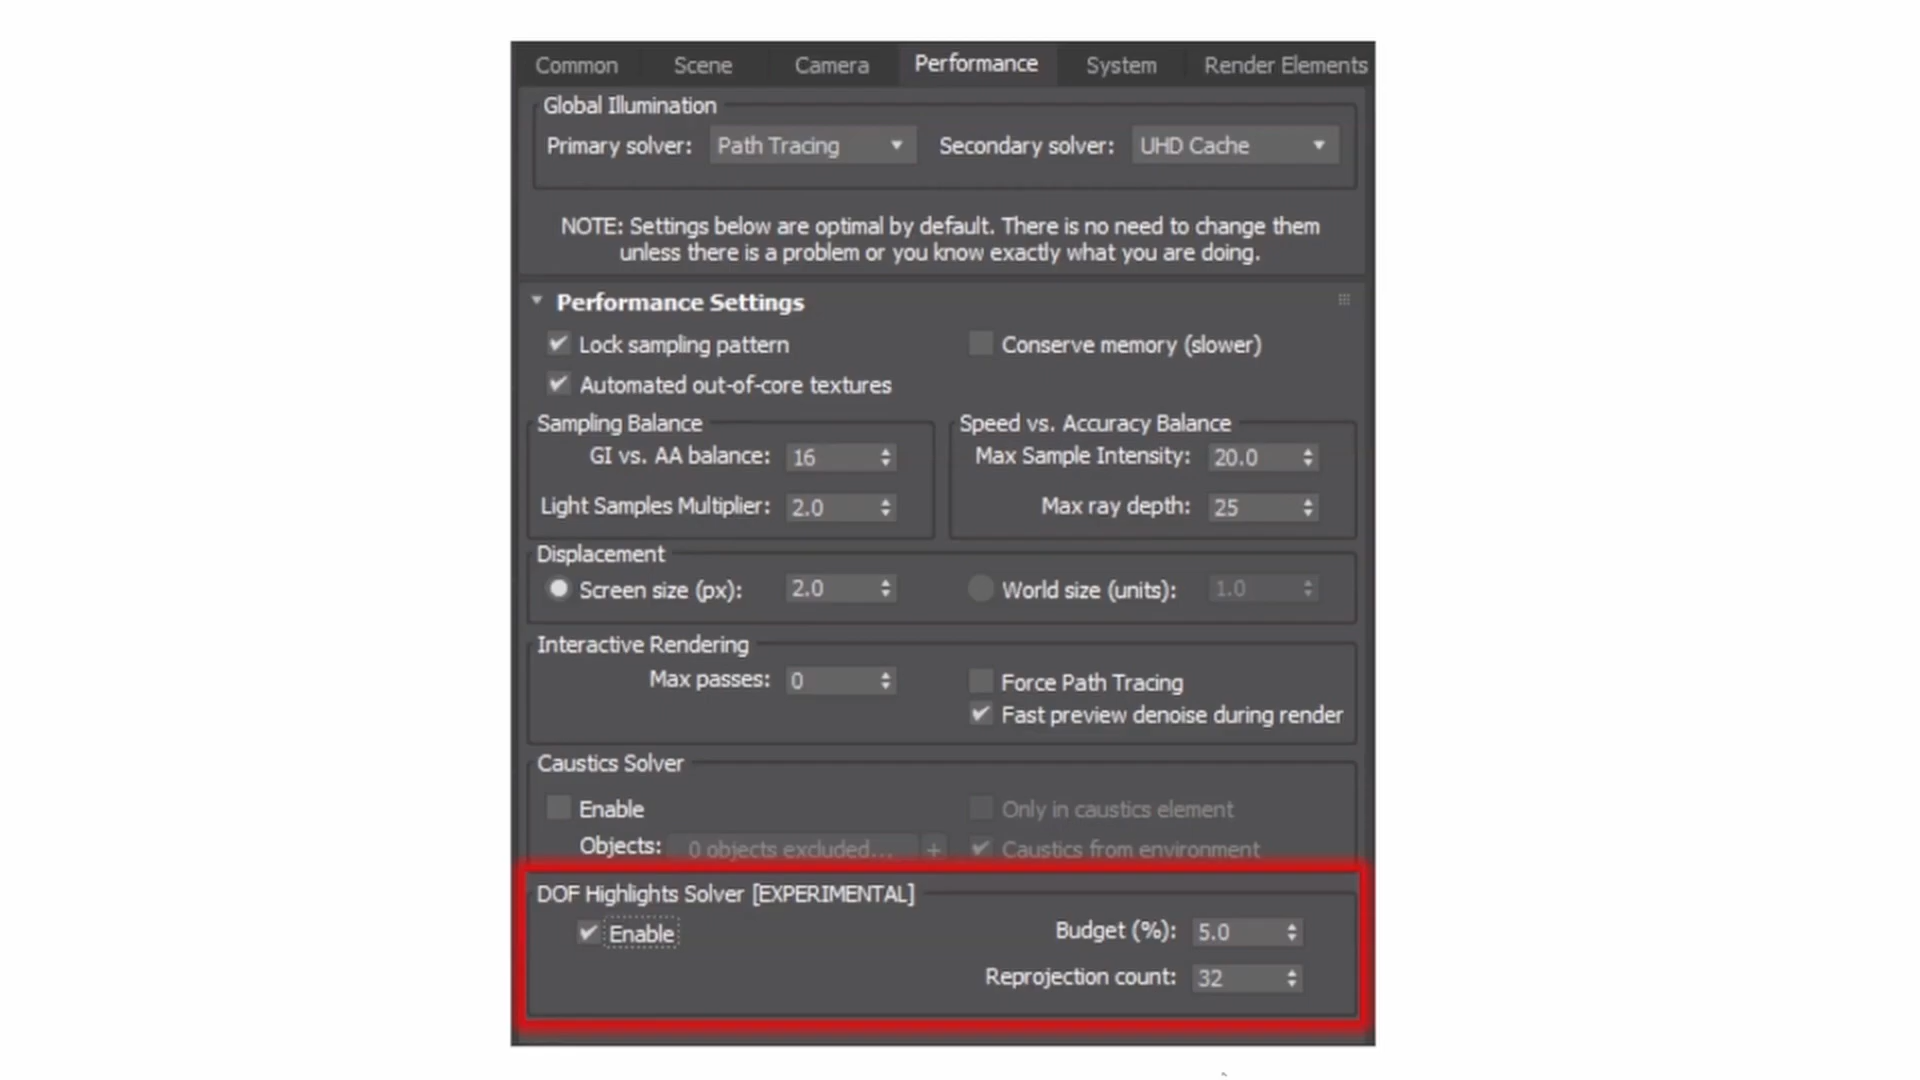 Common Scene Camera Performance System Render Elements
Global Illumination
Primary solver: Path Tracing Secondary solver: UHD Cache
NOTE: Settings below are optimal by default. There is no need to change them
unless there is a problem or you know exactly what you are doing.
Performance Settings
Lock sampling pattern Conserve memory (slower)
Automated out-of-core textures
Sampling Balance Speed vs. Accuracy Balance
GI vs. AA balance: 16 Max Sample Intensity: 20.0
Light Samples Multiplier: 2.0 Max ray depth: 25
Displacement
Screen size (px): 2.0 World size (units): 1.0
Interactive Rendering
Max passes: 0 Force Path Tracing
Fast preview denoise during render
Caustics Solver
Enable Only in caustics element
Objects: 0 objects excluded... + Caustics from environment
DOF Highlights Solver [EXPERIMENTAL]
Enable Budget (%): 5.0
Reprojection count: 32